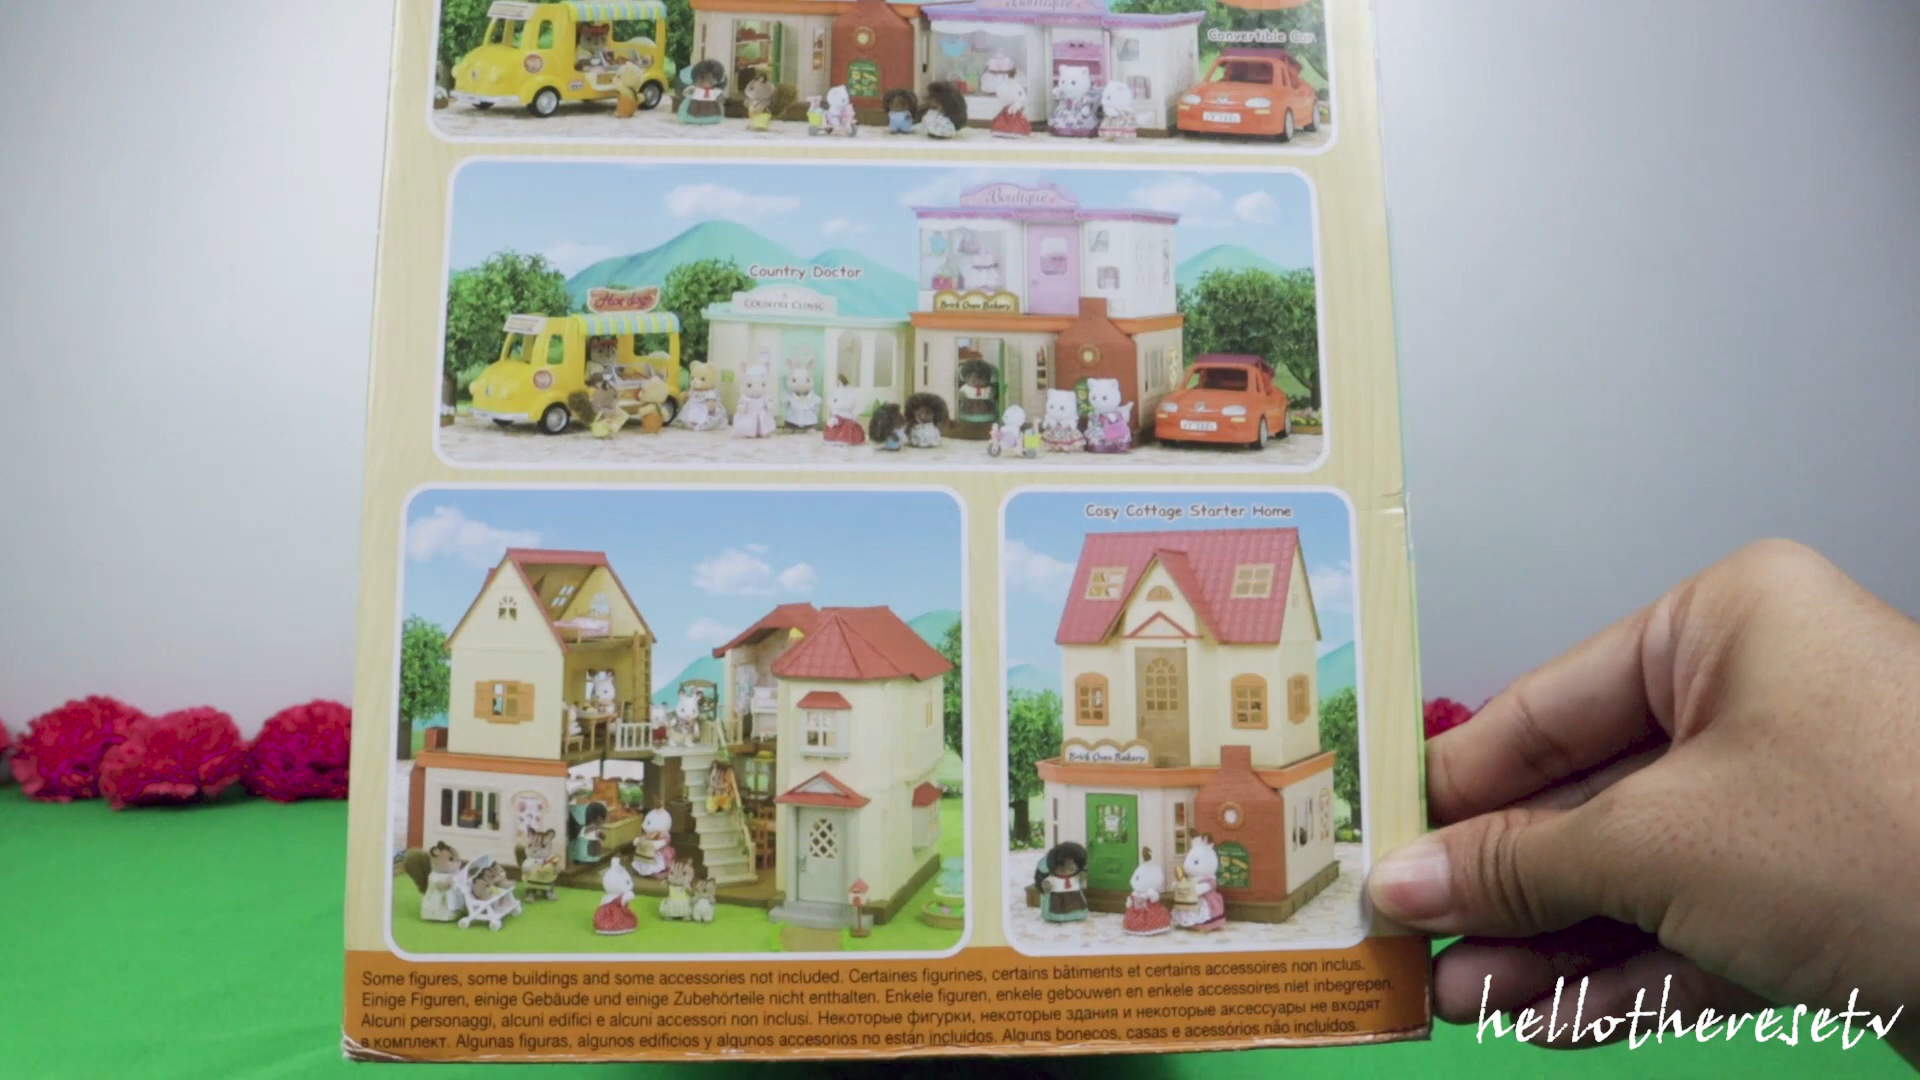 Boutique
Convertible Car
Boutique
Country Doctor
Hot dogs
COUNTRY CLINIC
Brick Oven Bakery
Cosy Cottage Starter Home
Brick Oven Bakery
Some figures, some buildings and some accessories not included. Certaines figurines, certains bâtiments et certains accessoires non inclus.
Einige Figuren, einige Gebäude und einige Zubehörteile nicht enthalten. Enkele figuren, enkele gebouwen en enkele accessoires niet inbegrepen.
Alcuni personaggi, alcuni edifici e alcuni accessori non inclusi. Некоторые фигурки, некоторые здания и некоторые аксессуары не входят
в комплект. Algunas figuras, algunos edificios y algunos accesorios no están incluidos. Alguns bonecos, casas e acessórios não incluídos.
hellotheresetv